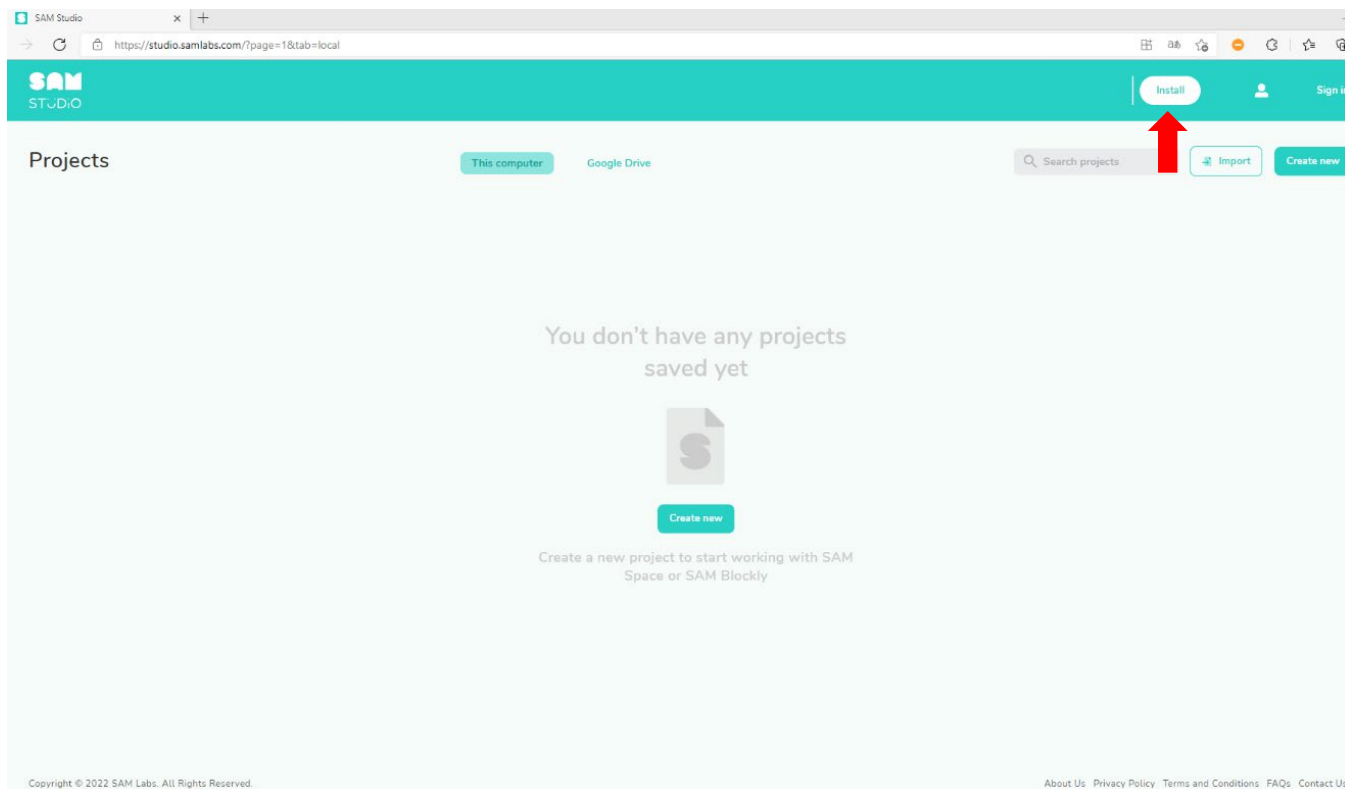 SAM Studio
https://studio.samlabs.com/?page=1&tab=local
SAM
STUDIO
Install
Projects
This computer
Google Drive
Search projects
Import
Create new
You don't have any projects
saved yet
S
Create new
Create a new project to start working with SAM
Space or SAM Blockly
Copyright © 2022 SAM Labs. All Rights Reserved.
About Us Privacy Policy Terms and Conditions FAQs Contact Us